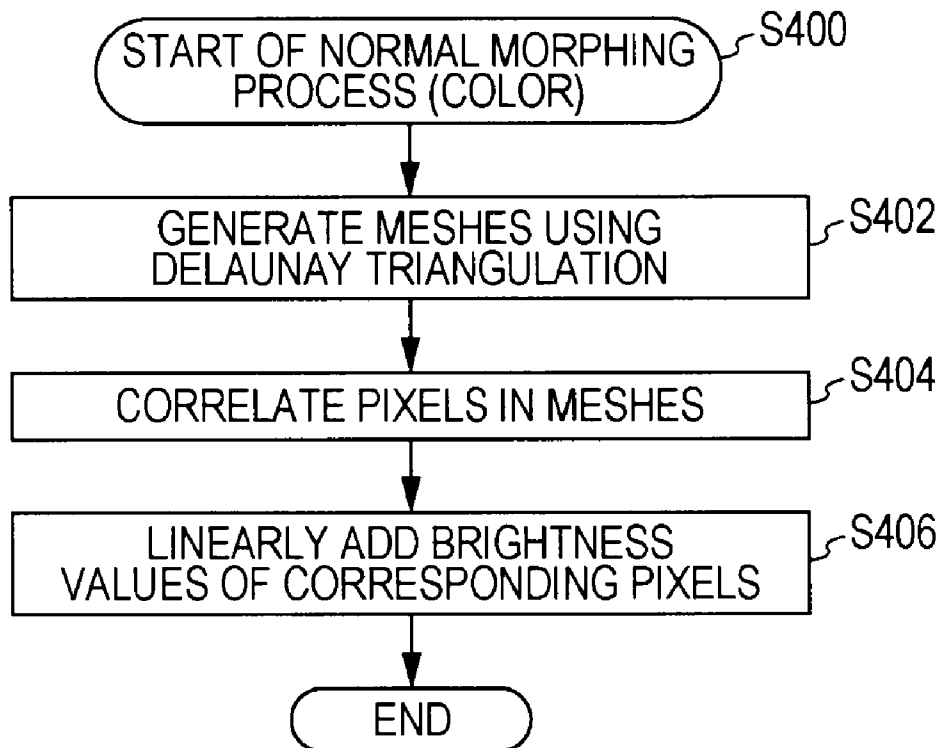 START OF NORMAL MORPHING
PROCESS (COLOR)
S400
GENERATE MESHES USING
DELAUNAY TRIANGULATION
S402
CORRELATE PIXELS IN MESHES
S404
LINEARLY ADD BRIGHTNESS
VALUES OF CORRESPONDING PIXELS
S406
END